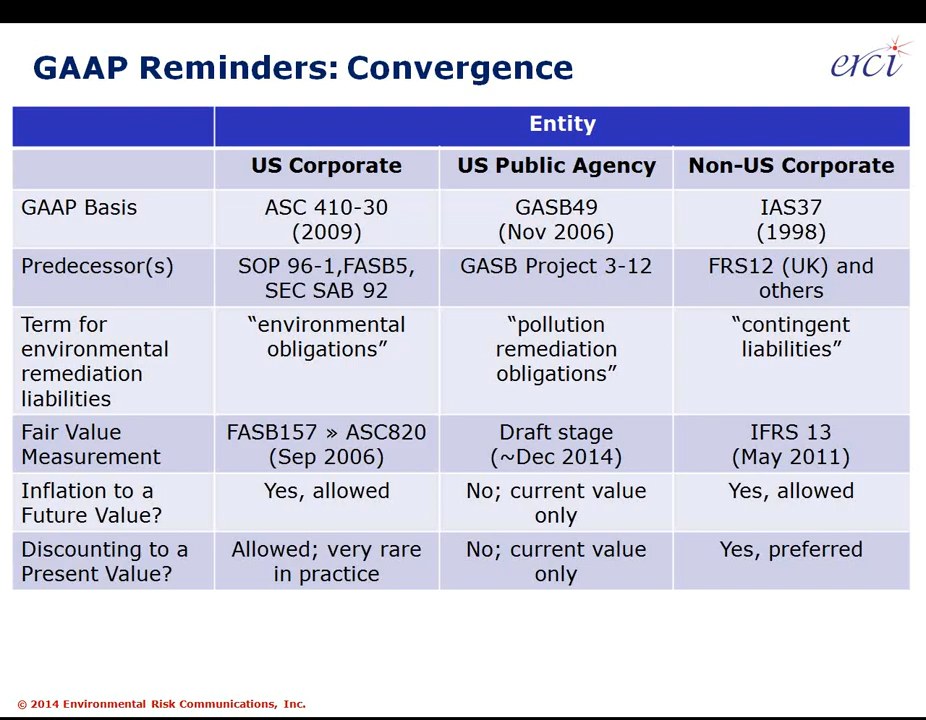 GAAP Reminders: Convergence
erci
Entity
US Corporate
US Public Agency
Non-US Corporate
GAAP Basis
ASC 410-30
(2009)
GASB49
(Nov 2006)
IAS37
(1998)
Predecessor(s)
SOP 96-1,FASB5,
SEC SAB 92
GASB Project 3-12
FRS12 (UK) and
others
Term for
environmental
remediation
liabilities
“environmental
obligations”
“pollution
remediation
obligations”
“contingent
liabilities”
Fair Value
Measurement
FASB157 » ASC820
(Sep 2006)
Draft stage
(~Dec 2014)
IFRS 13
(May 2011)
Inflation to a
Future Value?
Yes, allowed
No; current value
only
Yes, allowed
Discounting to a
Present Value?
Allowed; very rare
in practice
No; current value
only
Yes, preferred
© 2014 Environmental Risk Communications, Inc.